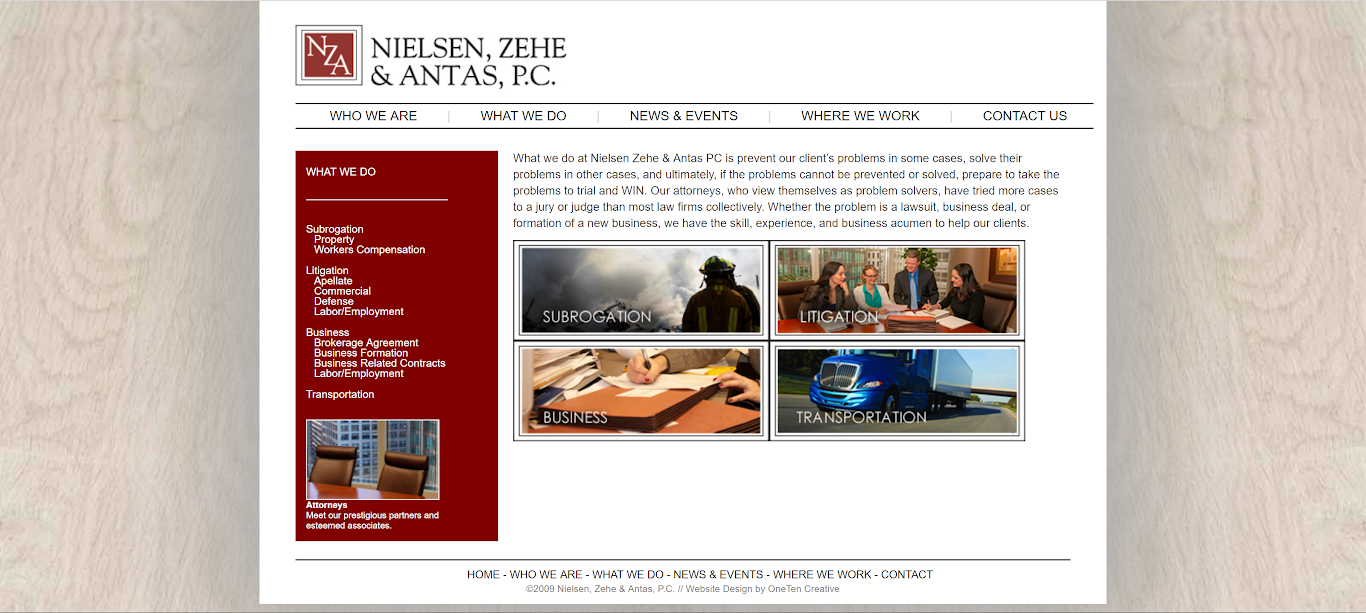 NZA
NIELSEN, ZEHE
& ANTAS, P.C.
WHO WE ARE | WHAT WE DO | NEWS & EVENTS | WHERE WE WORK | CONTACT US
WHAT WE DO
Subrogation
Property
Workers Compensation
Litigation
Apellate
Commercial
Defense
Labor/Employment
Business
Brokerage Agreement
Business Formation
Business Related Contracts
Labor/Employment
Transportation
Attorneys
Meet our prestigious partners and
esteemed associates.
What we do at Nielsen Zehe & Antas PC is prevent our client's problems in some cases, solve their
problems in other cases, and ultimately, if the problems cannot be prevented or solved, prepare to take the
problems to trial and WIN. Our attorneys, who view themselves as problem solvers, have tried more cases
to a jury or judge than most law firms collectively. Whether the problem is a lawsuit, business deal, or
formation of a new business, we have the skill, experience, and business acumen to help our clients.
SUBROGATION
LITIGATION
BUSINESS
TRANSPORTATION
HOME - WHO WE ARE - WHAT WE DO - NEWS & EVENTS - WHERE WE WORK - CONTACT
©2009 Nielsen, Zehe & Antas, P.C. // Website Design by OneTen Creative